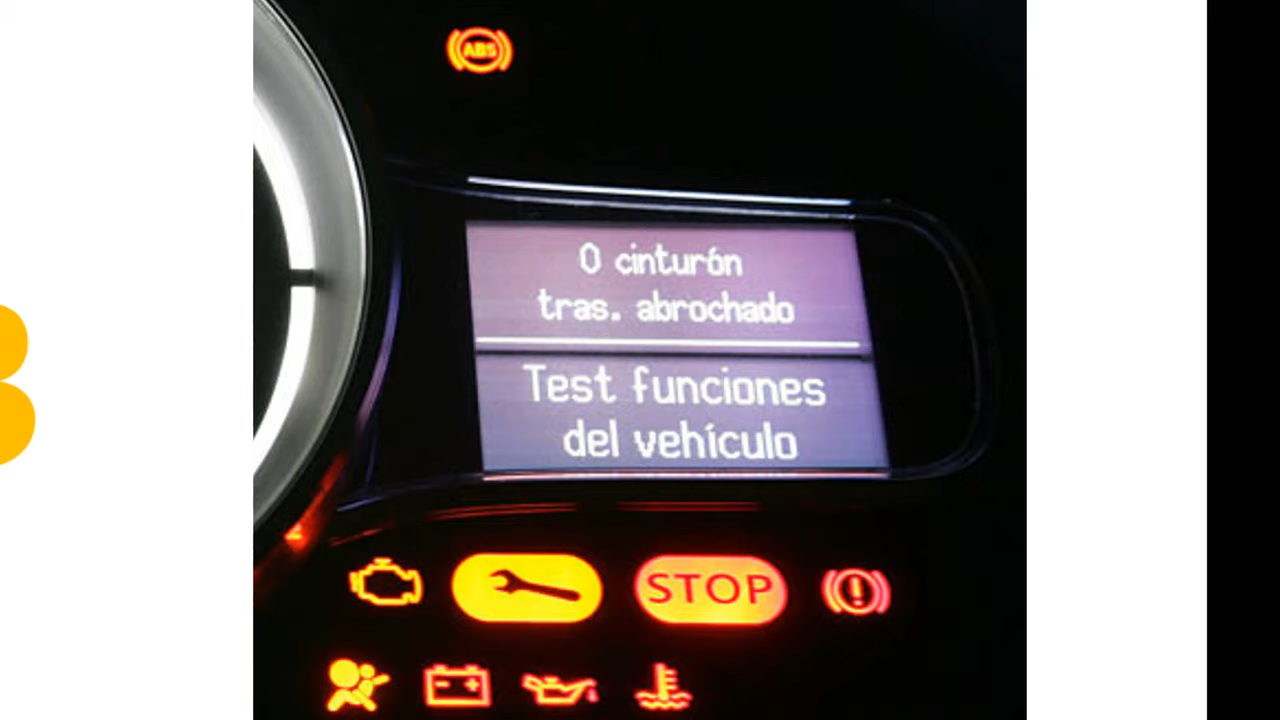 ABS
0 cinturón
tras. abrochado
Test funciones
del vehículo
STOP